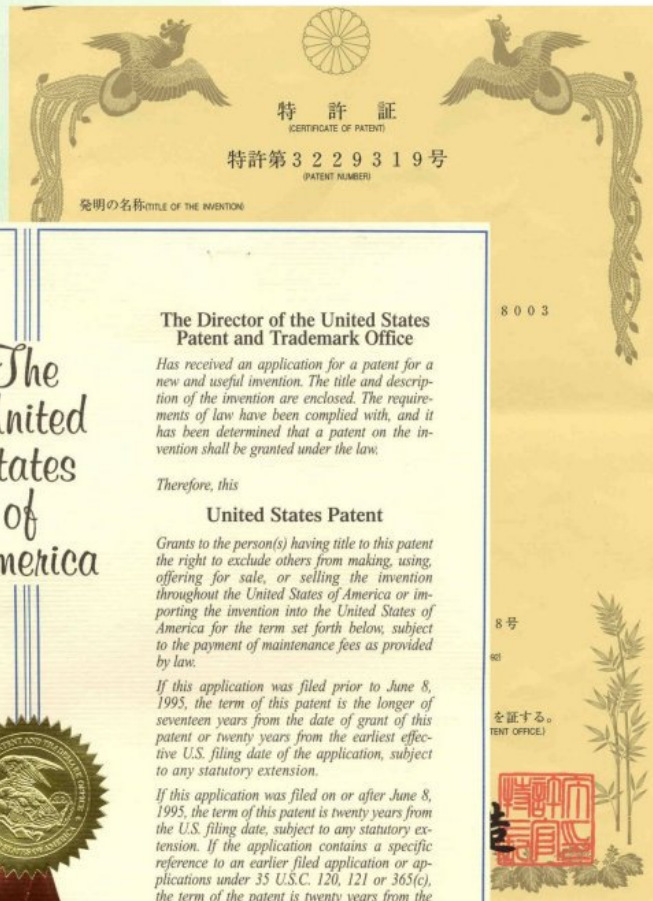 特許証
(CERTIFICATE OF PATENT)
特許第3229319号
(PATENT NUMBER)
発明の名称(TITLE OF THE INVENTION)
8003
The
United
States
of
America
The Director of the United States
Patent and Trademark Office
Has received an application for a patent for a
new and useful invention. The title and descrip-
tion of the invention are enclosed. The require-
ments of law have been complied with, and it
has been determined that a patent on the in-
vention shall be granted under the law.
Therefore, this
United States Patent
Grants to the person(s) having title to this patent
the right to exclude others from making, using,
offering for sale, or selling the invention
throughout the United States of America or im-
porting the invention into the United States of
America for the term set forth below, subject
to the payment of maintenance fees as provided
by law.
If this application was filed prior to June 8,
1995, the term of this patent is the longer of
seventeen years from the date of grant of this
patent or twenty years from the earliest effec-
tive U.S. filing date of the application, subject
to any statutory extension.
If this application was filed on or after June 8,
1995, the term of this patent is twenty years from
the U.S. filing date, subject to any statutory ex-
tension. If the application contains a specific
reference to an earlier filed application or ap-
plications under 35 U.S.C. 120, 121 or 365(c),
the term of the patent is twenty years from the
8号
を証する。
TENT OFFICE.)